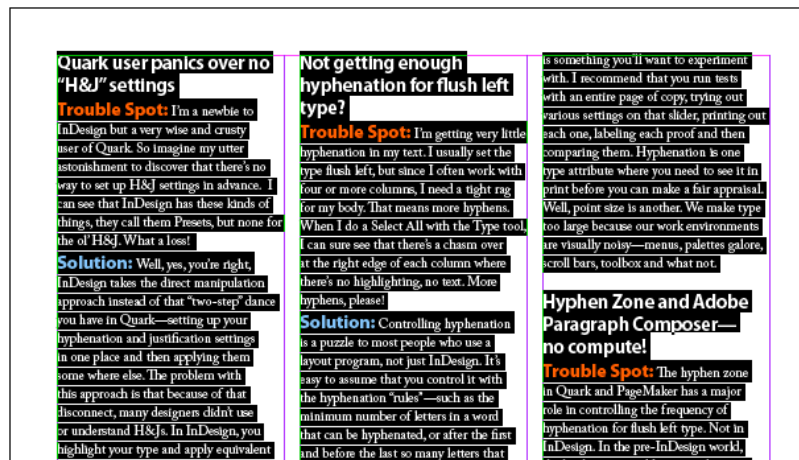 Quark user panics over no
“H&J” settings
Trouble Spot: I’m a newbie to
InDesign but a very wise and crusty
user of Quark. So imagine my utter
astonishment to discover that there’s no
way to set up H&J settings in advance. I
can see that InDesign has these kinds of
things, they call them Presets, but none for
the ol’ H&J. What a loss!
Solution: Well, yes, you’re right,
InDesign takes the direct manipulation
approach instead of that “two-step” dance
you have in Quark—setting up your
hyphenation and justification settings
in one place and then applying them
some where else. The problem with
this approach is that because of that
disconnect, many designers didn’t use
or understand H&Js. In InDesign, you
highlight your type and apply equivalent
Not getting enough
hyphenation for flush left
type?
Trouble Spot: I’m getting very little
hyphenation in my text. I usually set the
type flush left, but since I often work with
four or more columns, I need a tight rag
for my body. That means more hyphens.
When I do a Select All with the Type tool,
I can sure see that there’s a chasm over
at the right edge of each column where
there’s no highlighting, no text. More
hyphens, please!
Solution: Controlling hyphenation
is a puzzle to most people who use a
layout program, not just InDesign. It’s
easy to assume that you control it with
the hyphenation “rules”—such as the
minimum number of letters in a word
that can be hyphenated, or after the first
and before the last so many letters that
is something you’ll want to experiment
with. I recommend that you run tests
with an entire page of copy, trying out
various settings on that slider, printing out
each one, labeling each proof and then
comparing them. Hyphenation is one
type attribute where you need to see it in
print before you can make a fair appraisal.
Well, point size is another. We make type
too large because our work environments
are visually noisy—menus, palettes galore,
scroll bars, toolbox and what not.
Hyphen Zone and Adobe
Paragraph Composer—
no compute!
Trouble Spot: The hyphen zone
in Quark and PageMaker has a major
role in controlling the frequency of
hyphenation for flush left type. Not in
InDesign. In the pre-InDesign world,